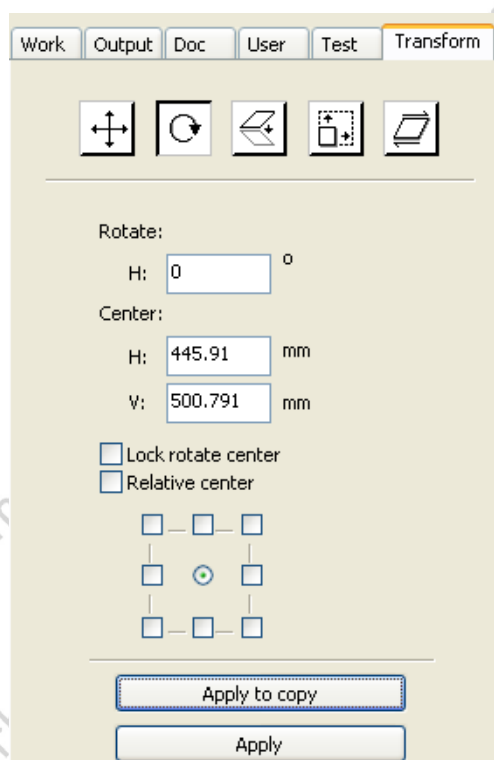 Work Output Doc User Test Transform
Rotate:
H: 0 °
Center:
H: 445.91 mm
V: 500.791 mm
Lock rotate center
Relative center
Apply to copy
Apply